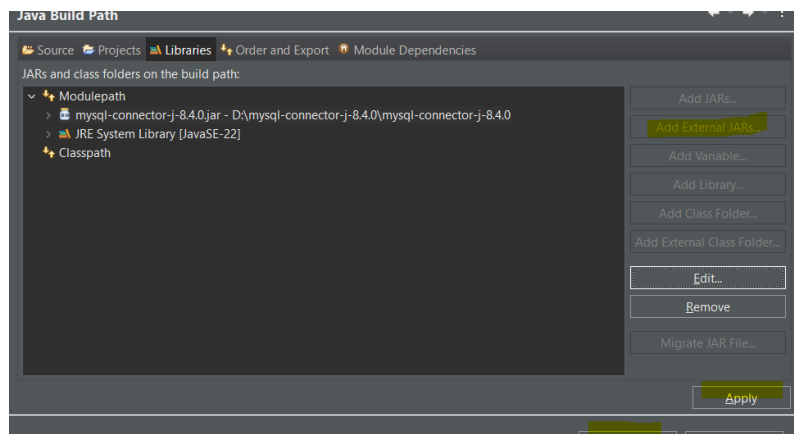 Java Build Path
Source Projects Libraries Order and Export Module Dependencies
JARs and class folders on the build path:
Modulepath
mysql-connector-j-8.4.0.jar - D:\mysql-connector-j-8.4.0\mysql-connector-j-8.4.0
JRE System Library [JavaSE-22]
Classpath
Add JARs...
Add External JARs...
Add Variable...
Add Library...
Add Class Folder...
Add External Class Folder...
Edit...
Remove
Migrate JAR File...
Apply